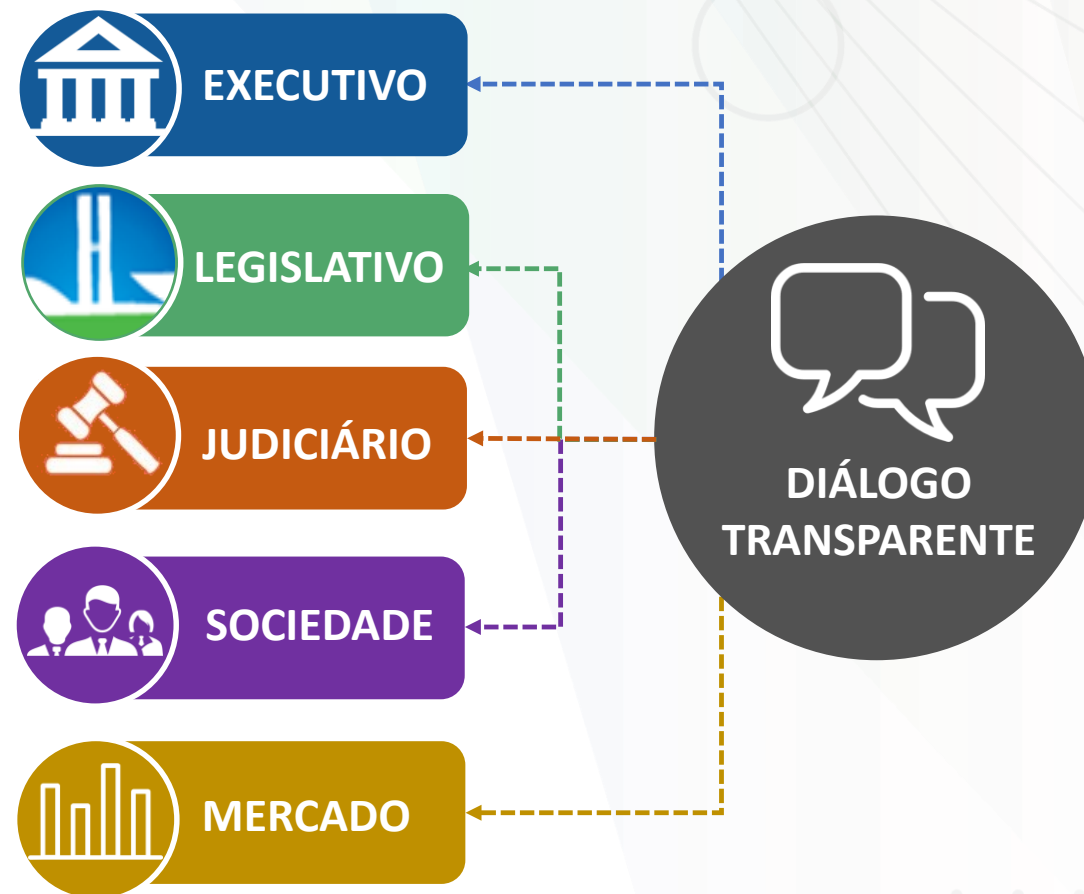 EXECUTIVO
LEGISLATIVO
JUDICIÁRIO
SOCIEDADE
MERCADO
DIÁLOGO
TRANSPARENTE